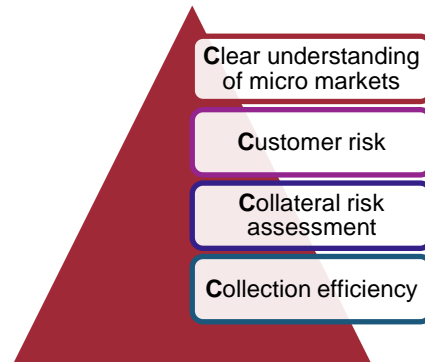 Clear understanding
of micro markets
Customer risk
Collateral risk
assessment
Collection efficiency